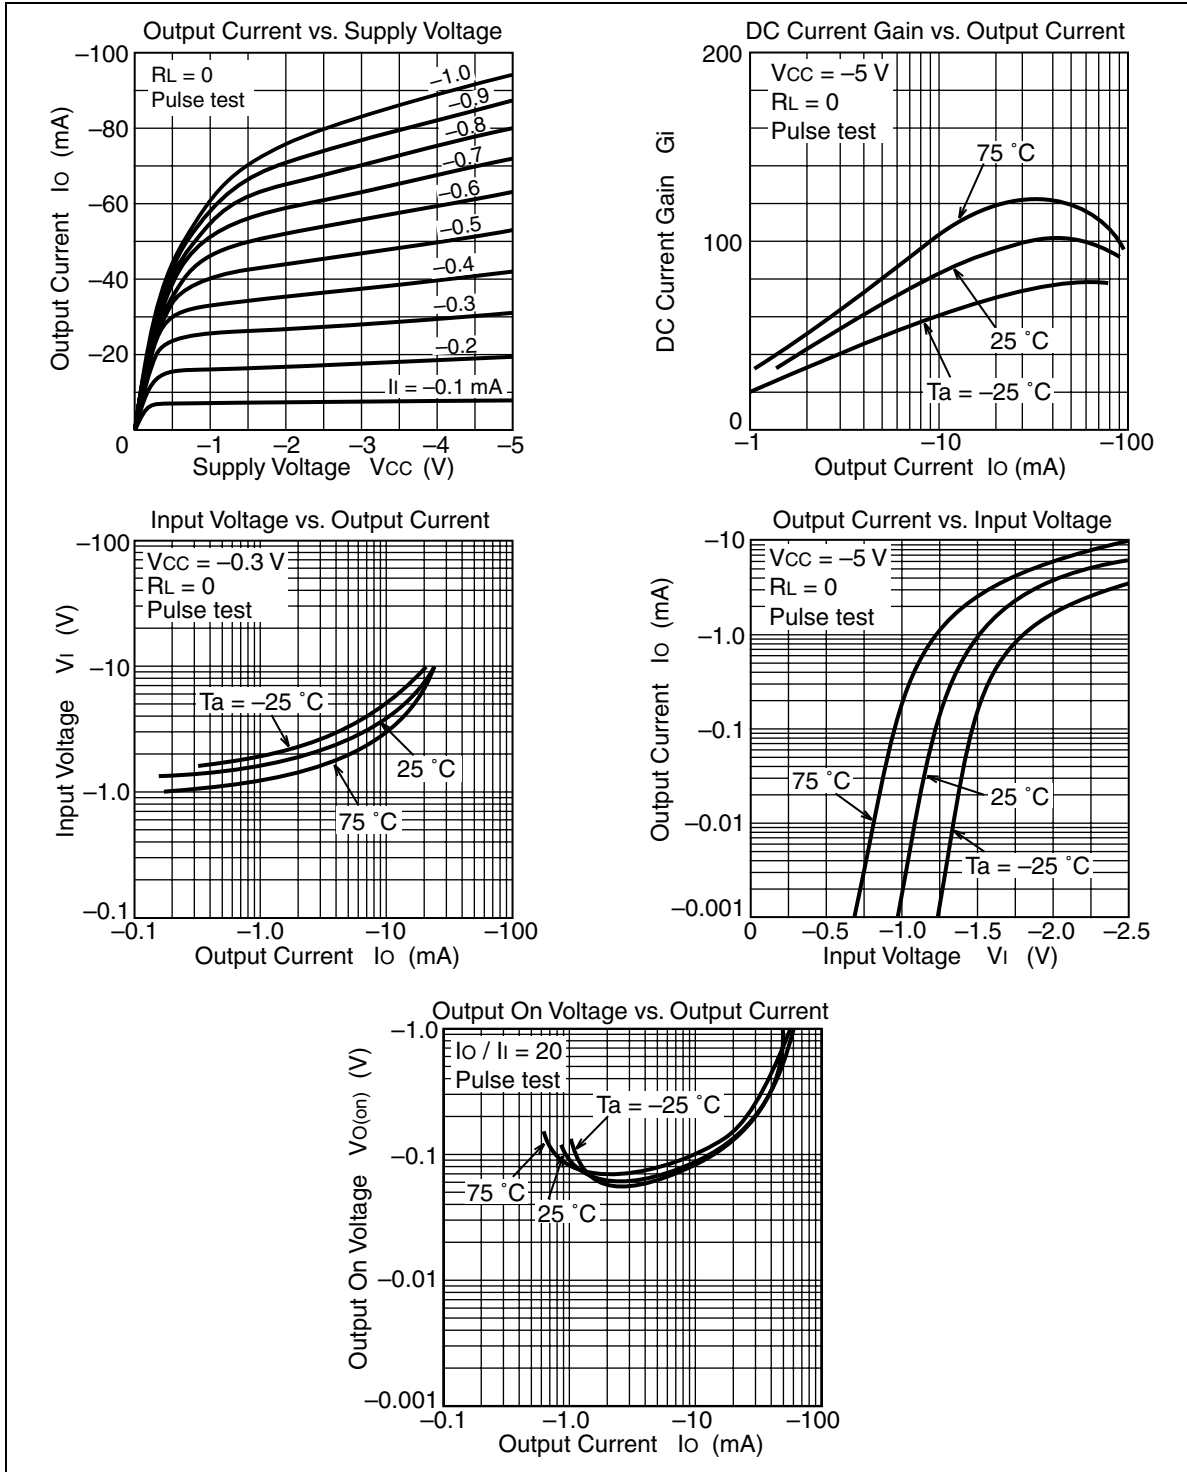 Output Current vs. Supply Voltage
–100
–80
–60
–40
–20
0
Output Current IO (mA)
RL = 0
Pulse test
–1.0
–0.9
–0.8
–0.7
–0.6
–0.5
–0.4
–0.3
–0.2
II = –0.1 mA
–1
–2
–3
–4
–5
Supply Voltage VCC (V)
DC Current Gain vs. Output Current
200
100
0
DC Current Gain Gi
VCC = –5 V
RL = 0
Pulse test
75 ˚C
25 ˚C
Ta = –25 ˚C
–1
–10
–100
Output Current IO (mA)
Input Voltage vs. Output Current
–100
–10
–1.0
–0.1
Input Voltage VI (V)
VCC = –0.3 V
RL = 0
Pulse test
Ta = –25 ˚C
25 ˚C
75 ˚C
–0.1
–1.0
–10
–100
Output Current IO (mA)
Output Current vs. Input Voltage
–10
–1.0
–0.1
–0.01
–0.001
Output Current IO (mA)
VCC = –5 V
RL = 0
Pulse test
75 ˚C
25 ˚C
Ta = –25 ˚C
0
–0.5
–1.0
–1.5
–2.0
–2.5
Input Voltage VI (V)
Output On Voltage vs. Output Current
–1.0
–0.1
–0.01
–0.001
Output On Voltage VO(on) (V)
IO / II = 20
Pulse test
Ta = –25 ˚C
75 ˚C
25 ˚C
–0.1
–1.0
–10
–100
Output Current IO (mA)